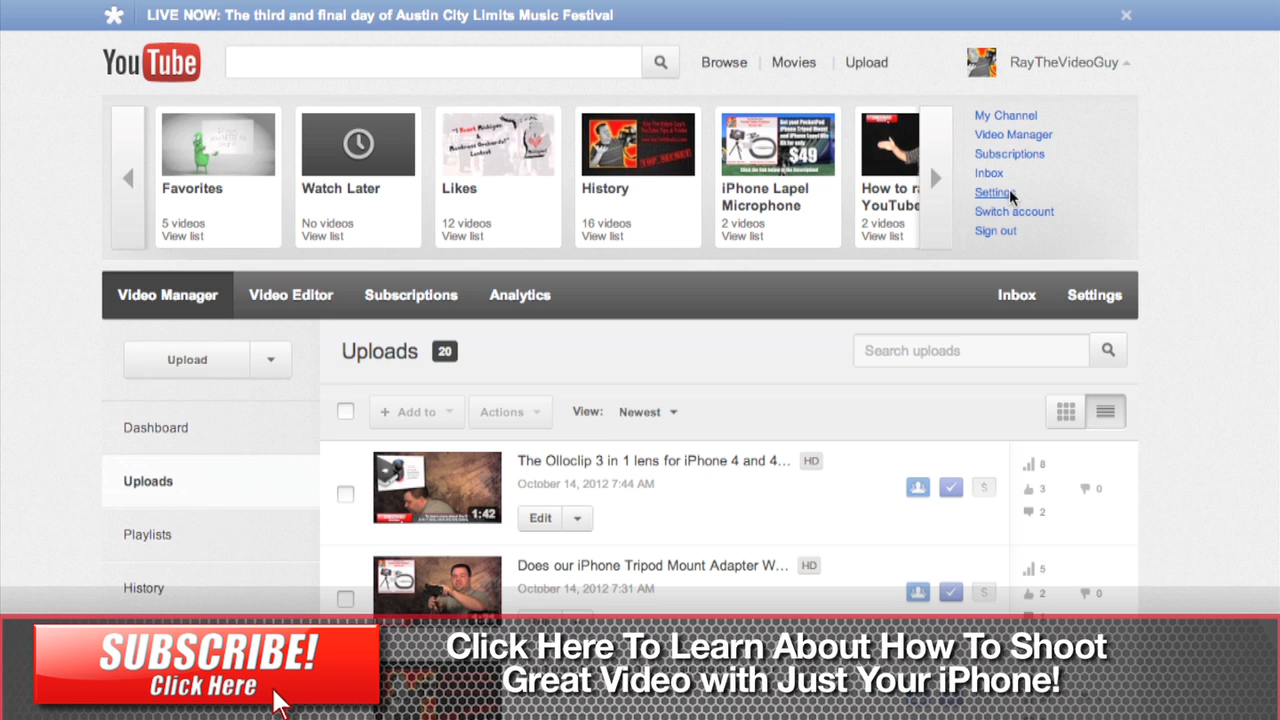 LIVE NOW: The third and final day of Austin City Limits Music Festival
YouTube
Browse
Movies
Upload
RayTheVideoGuy
Favorites
5 videos
View list
Watch Later
No videos
View list
Likes
12 videos
View list
History
16 videos
View list
$49
iPhone Lapel
Microphone
2 videos
View list
How to ra
YouTube
2 videos
View list
My Channel
Video Manager
Subscriptions
Inbox
Settings
Switch account
Sign out
Video Manager
Video Editor
Subscriptions
Analytics
Inbox
Settings
Upload
Uploads 20
Search uploads
+ Add to
Actions
View:
Newest
Dashboard
Uploads
Playlists
History
The Olloclip 3 in 1 lens for iPhone 4 and 4... HD
October 14, 2012 7:44 AM
Edit
1:42
$
8
3
0
2
Does our iPhone Tripod Mount Adapter W... HD
October 14, 2012 7:31 AM
$
5
2
0
SUBSCRIBE!
Click Here
Click Here To Learn About How To Shoot
Great Video with Just Your iPhone!